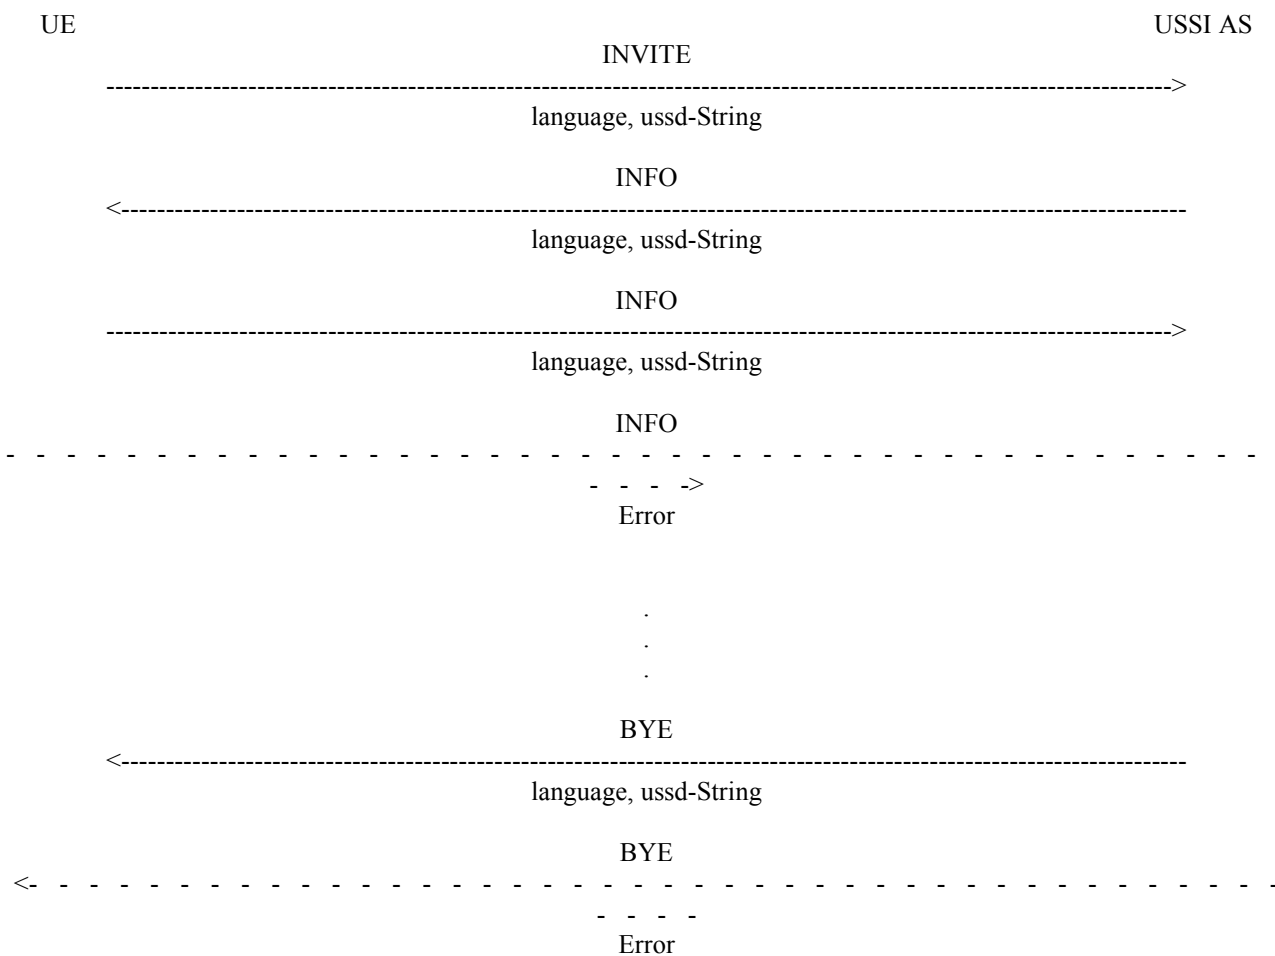 UE USSI AS
INVITE
------------------------------------------------------------------------------------------------------------------------>
language, ussd-String
INFO
<------------------------------------------------------------------------------------------------------------------------
language, ussd-String
INFO
------------------------------------------------------------------------------------------------------------------------>
language, ussd-String
INFO
- - - - - - - - - - - - - - - - - - - - - - - - - - - - - - - - - - - - - - - - - -
- - - ->
Error
.
.
.
BYE
<------------------------------------------------------------------------------------------------------------------------
language, ussd-String
BYE
<- - - - - - - - - - - - - - - - - - - - - - - - - - - - - - - - - - - - - - - - - -
- - - -
Error